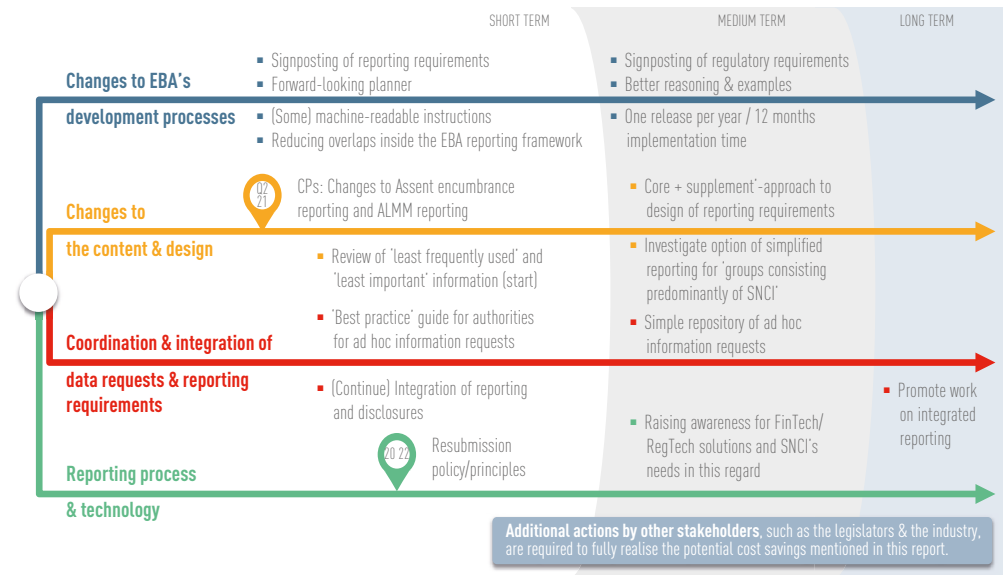 SHORT TERM
MEDIUM TERM
LONG TERM
Changes to EBA's
development processes
▪ Signposting of reporting requirements
▪ Forward-looking planner
▪ (Some) machine-readable instructions
▪ Reducing overlaps inside the EBA reporting framework
▪ Signposting of regulatory requirements
▪ Better reasoning & examples
▪ One release per year / 12 months
implementation time
Changes to
the content & design
Q2
21
CPs: Changes to Assent encumbrance
reporting and ALMM reporting
▪ Review of 'least frequently used' and
'least important' information (start)
▪ Core + supplement'-approach to
design of reporting requirements
▪ Investigate option of simplified
reporting for 'groups consisting
predominantly of SNCI'
Coordination & integration of
data requests & reporting
requirements
▪ 'Best practice' guide for authorities
for ad hoc information requests
▪ (Continue) Integration of reporting
and disclosures
▪ Simple repository of ad hoc
information requests
▪ Promote work
on integrated
reporting
Reporting process
& technology
20 22
Resubmission
policy/principles
▪ Raising awareness for FinTech/
RegTech solutions and SNCI's
needs in this regard
Additional actions by other stakeholders, such as the legislators & the industry,
are required to fully realise the potential cost savings mentioned in this report.